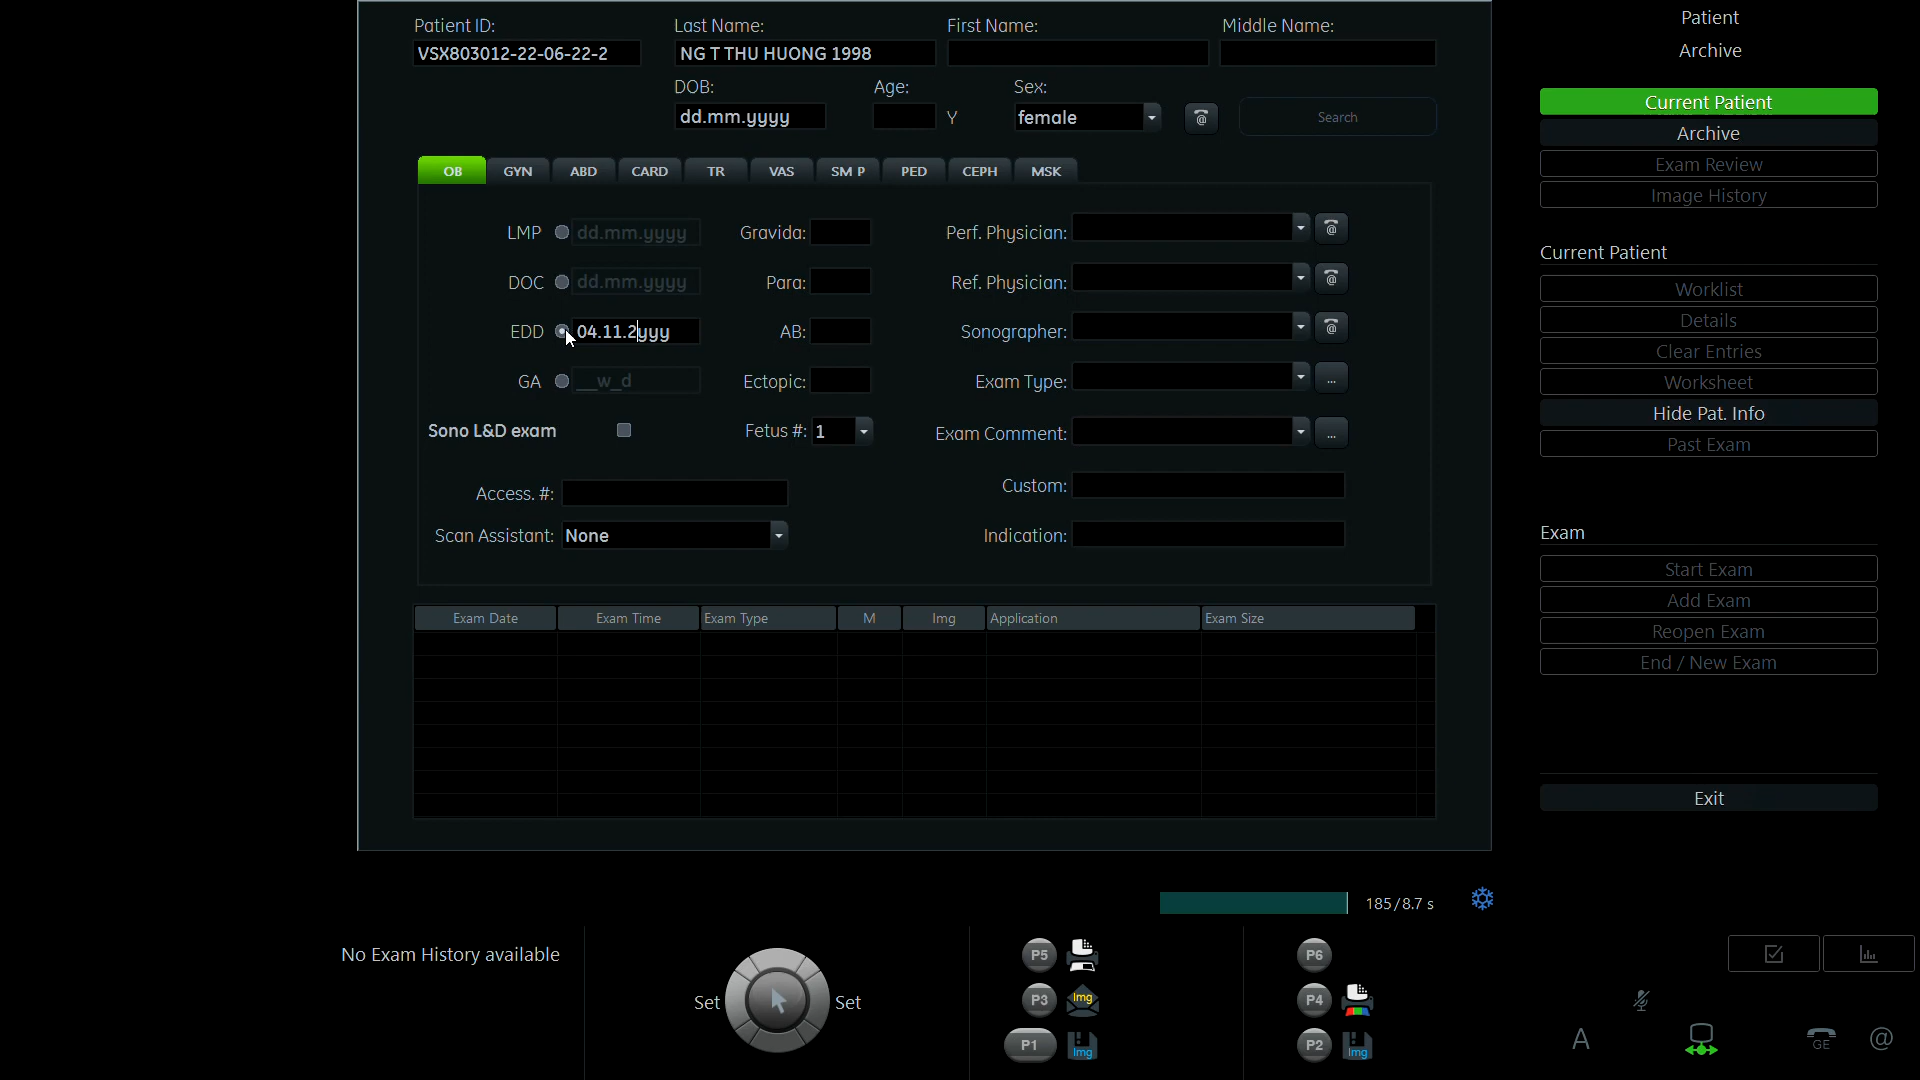 Patient ID: Last Name: First Name: Middle Name:
VSX803012-22-06-22-2 NG T THU HUONG 1998
DOB: Age: Sex:
dd.mm.yyyy Y female Search
OB GYN ABD CARD TR VAS SM P PED CEPH MSK
LMP dd.mm.yyyy Gravida: Perf. Physician:
DOC dd.mm.yyyy Para: Ref. Physician:
EDD 04.11.2yyy AB: Sonographer:
GA __w_d Ectopic: Exam Type: ...
Sono L&D exam Fetus #: 1 Exam Comment: ...
Access. #: Custom:
Scan Assistant: None Indication:
Exam Date Exam Time Exam Type M Img Application Exam Size
185/8.7 s
No Exam History available
Set Set
P5
P3 Img
P1 Img
P6
P4
P2 Img
Patient
Archive
Current Patient
Archive
Exam Review
Image History
Current Patient
Worklist
Details
Clear Entries
Worksheet
Hide Pat. Info
Past Exam
Exam
Start Exam
Add Exam
Reopen Exam
End / New Exam
Exit
A GE @